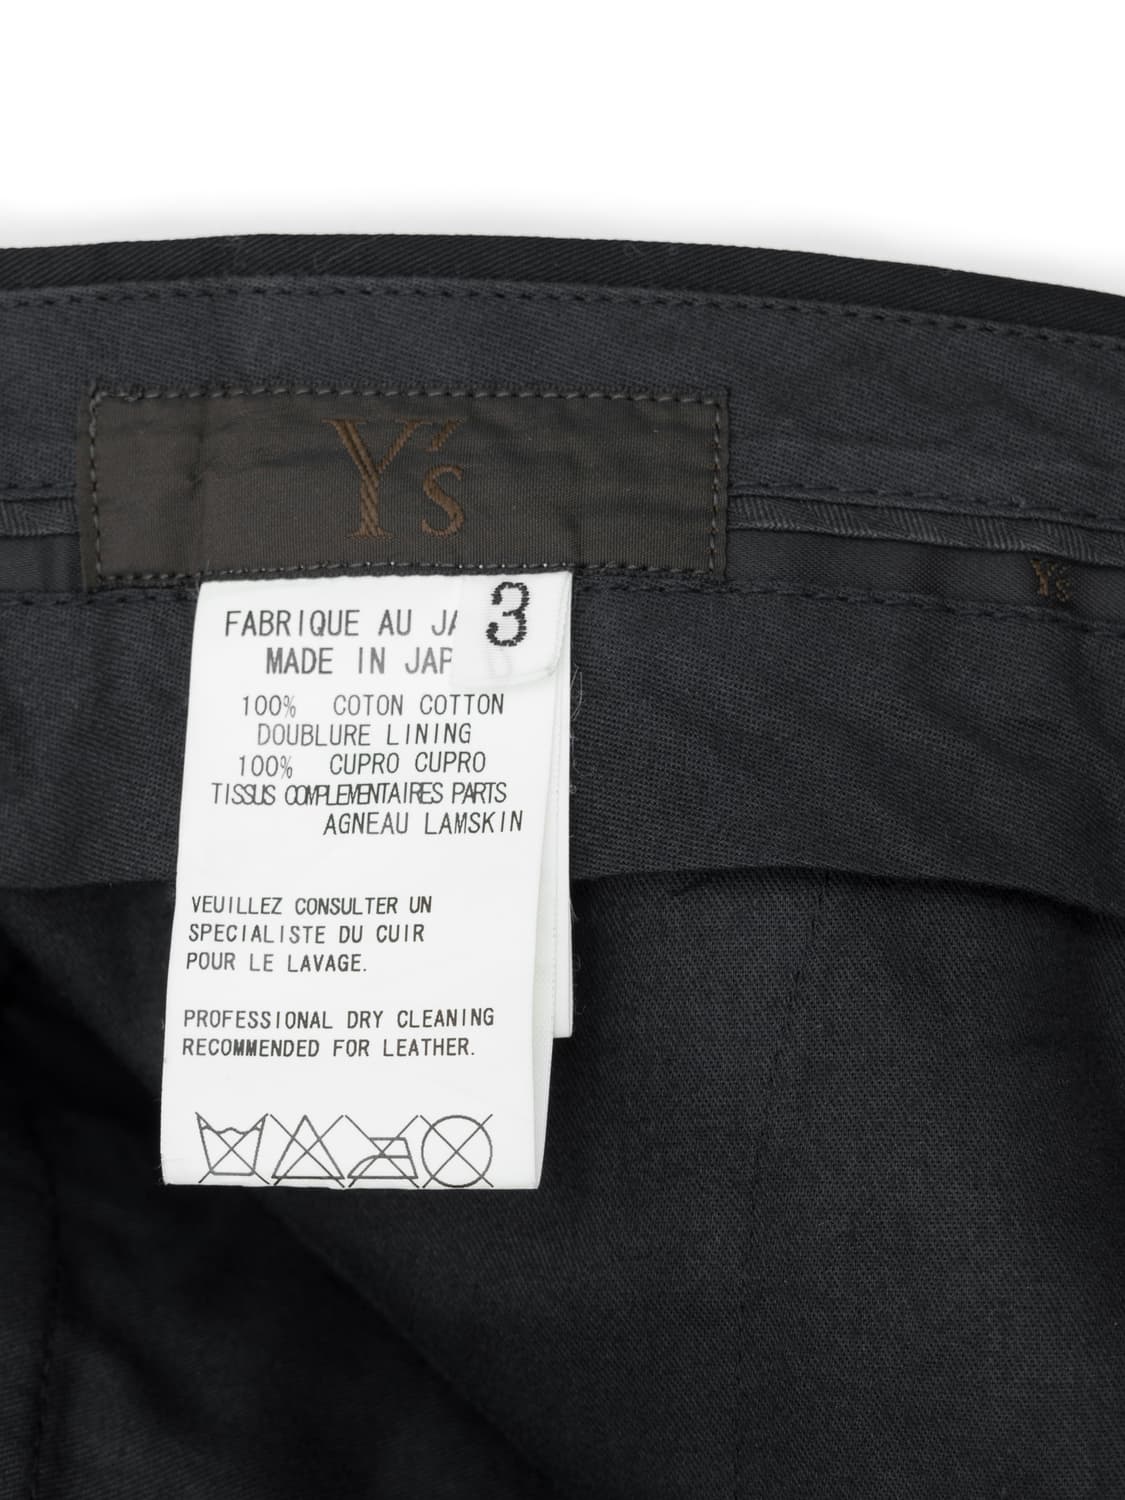 Y's
3
FABRIQUE AU JA
MADE IN JAP
100% COTON COTTON
DOUBLURE LINING
100% CUPRO CUPRO
TISSUS COMPLEMENTAIRES PARTS
AGNEAU LAMSKIN
VEUILLEZ CONSULTER UN
SPECIALISTE DU CUIR
POUR LE LAVAGE.
PROFESSIONAL DRY CLEANING
RECOMMENDED FOR LEATHER.
Y's